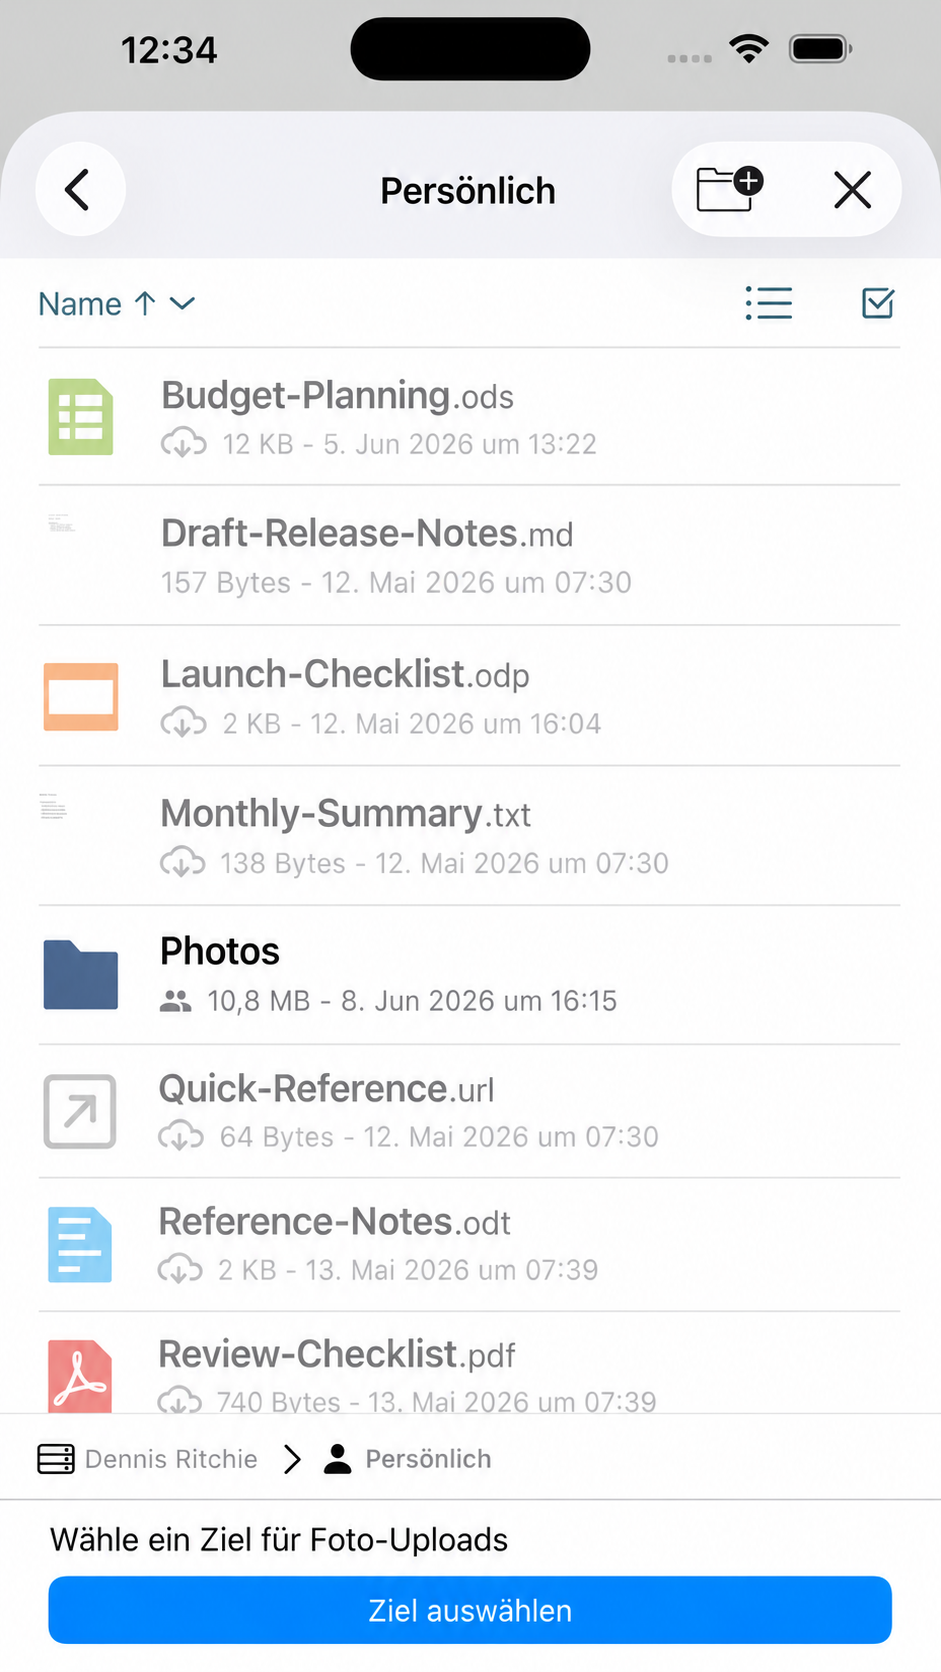 12:34
Persönlich
Name
Budget-Planning.ods
12 KB - 5. Jun 2026 um 13:22
Draft-Release-Notes.md
157 Bytes - 12. Mai 2026 um 07:30
Launch-Checklist.odp
2 KB - 12. Mai 2026 um 16:04
Monthly-Summary.txt
138 Bytes - 12. Mai 2026 um 07:30
Photos
10,8 MB - 8. Jun 2026 um 16:15
Quick-Reference.url
64 Bytes - 12. Mai 2026 um 07:30
Reference-Notes.odt
2 KB - 13. Mai 2026 um 07:39
Review-Checklist.pdf
740 Bytes - 13. Mai 2026 um 07:39
Dennis Ritchie
Persönlich
Wähle ein Ziel für Foto-Uploads
Ziel auswählen